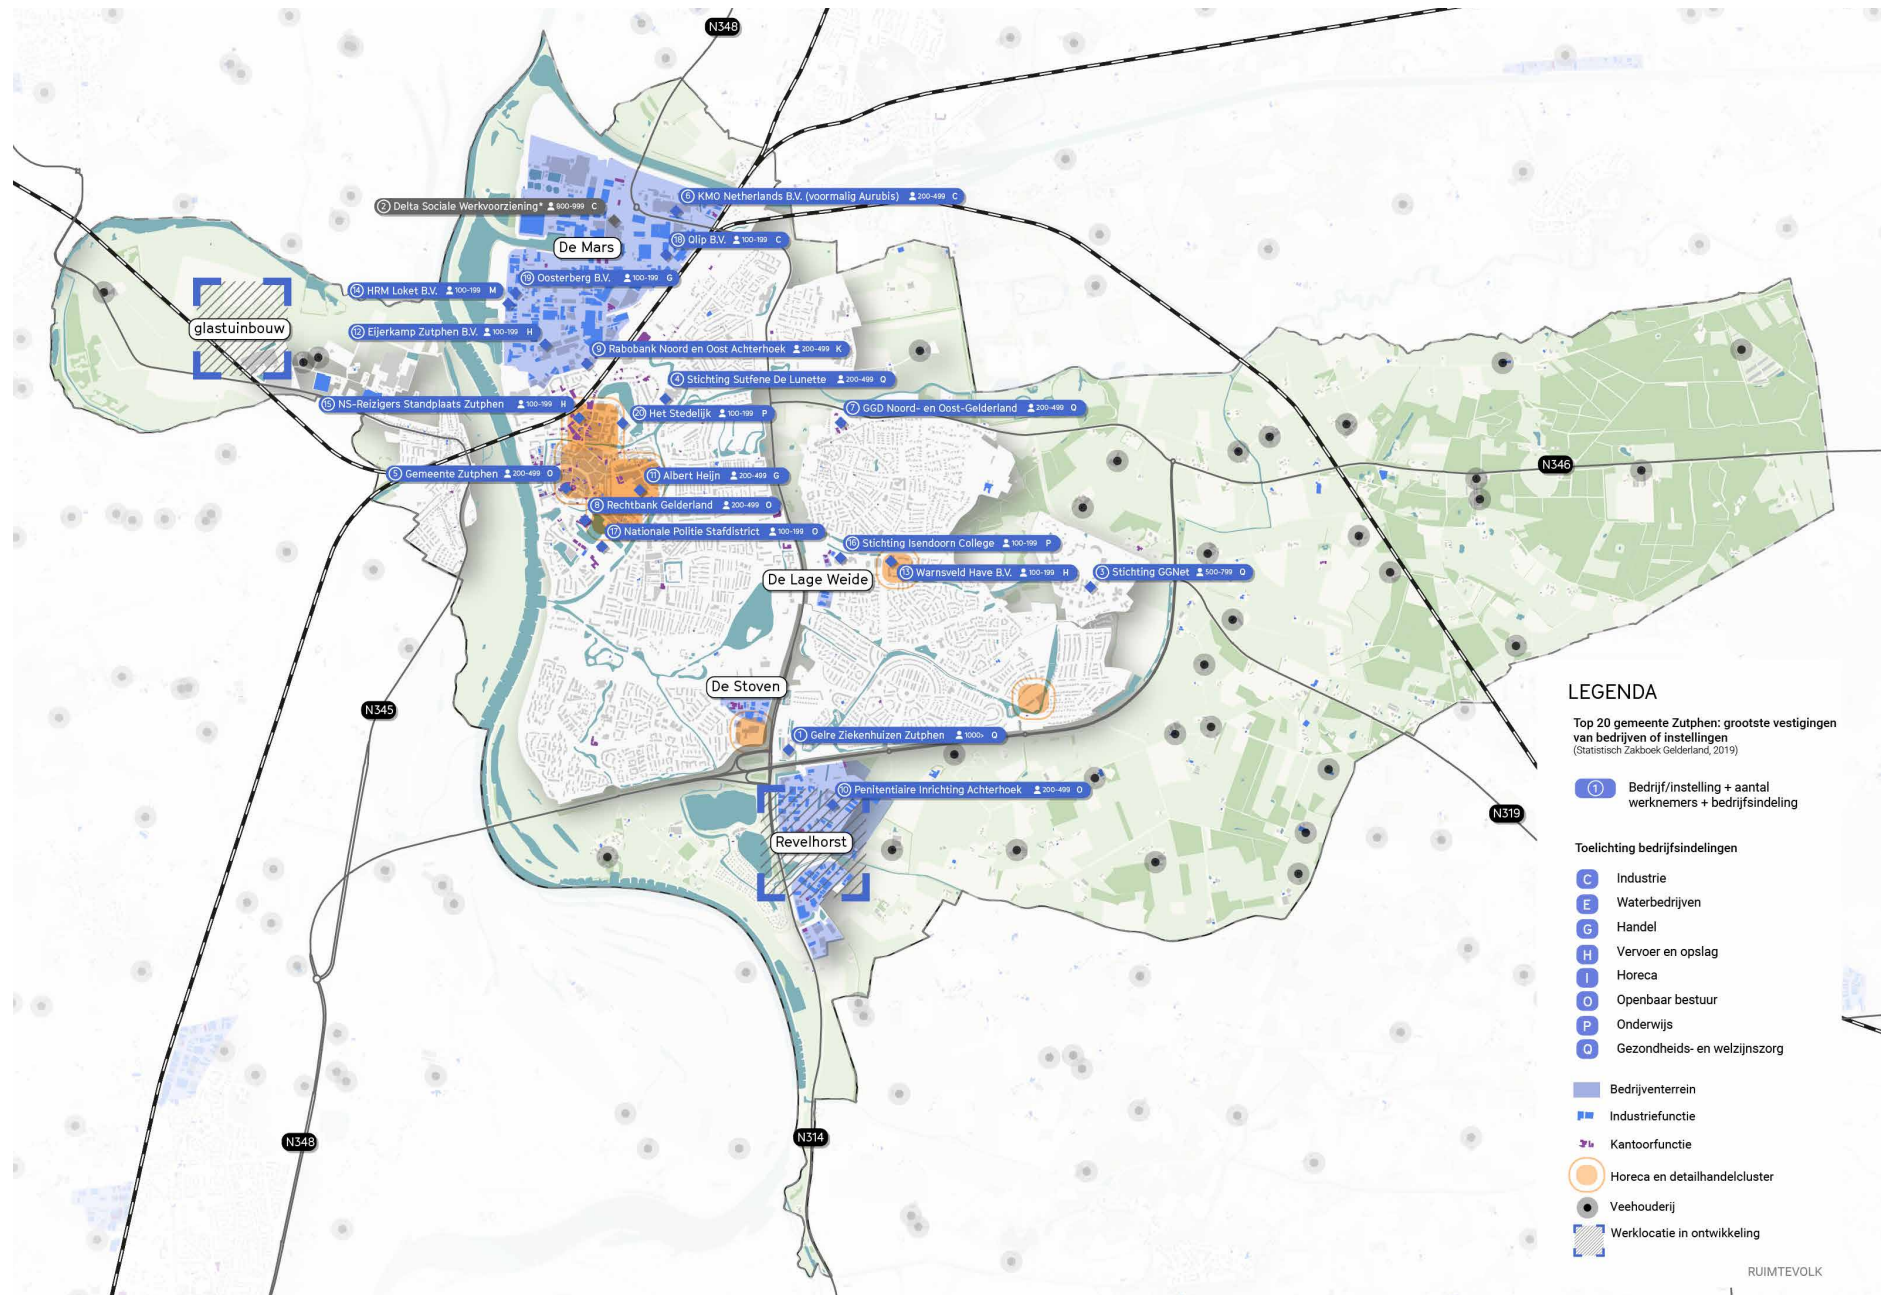 N348
6 KMO Netherlands B.V. (voormalig Aurubis) 200-499 C
2 Delta Sociale Werkvoorziening* 800-999 C
18 Qlip B.V. 100-199 C
De Mars
19 Oosterberg B.V. 100-199 G
14 HRM Loket B.V. 100-199 M
glastuinbouw
12 Eijerkamp Zutphen B.V. 100-199 H
9 Rabobank Noord en Oost Achterhoek 200-499 K
4 Stichting Sutfene De Lunette 200-499 Q
15 NS-Reizigers Standplaats Zutphen 100-199 H
20 Het Stedelijk 100-199 P
7 GGD Noord- en Oost-Gelderland 200-499 Q
N346
5 Gemeente Zutphen 200-499 O
11 Albert Heijn 200-499 G
8 Rechtbank Gelderland 200-499 O
17 Nationale Politie Stafdistrict 100-199 O
16 Stichting Isendoorn College 100-199 P
13 Warnsveld Have B.V. 100-199 H
3 Stichting GGNet 500-799 Q
De Lage Weide
De Stoven
N345
1 Gelre Ziekenhuizen Zutphen 1000> Q
10 Penitentiaire Inrichting Achterhoek 200-499 O
N319
Revelhorst
N348
N314
LEGENDA
Top 20 gemeente Zutphen: grootste vestigingen
van bedrijven of instellingen
(Statistisch Zakboek Gelderland, 2019)
1 Bedrijf/instelling + aantal
werknemers + bedrijfsindeling
Toelichting bedrijfsindelingen
C Industrie
E Waterbedrijven
G Handel
H Vervoer en opslag
I Horeca
O Openbaar bestuur
P Onderwijs
Q Gezondheids- en welzijnszorg
Bedrijventerrein
Industriefunctie
Kantoorfunctie
Horeca en detailhandelcluster
Veehouderij
Werklocatie in ontwikkeling
RUIMTEVOLK